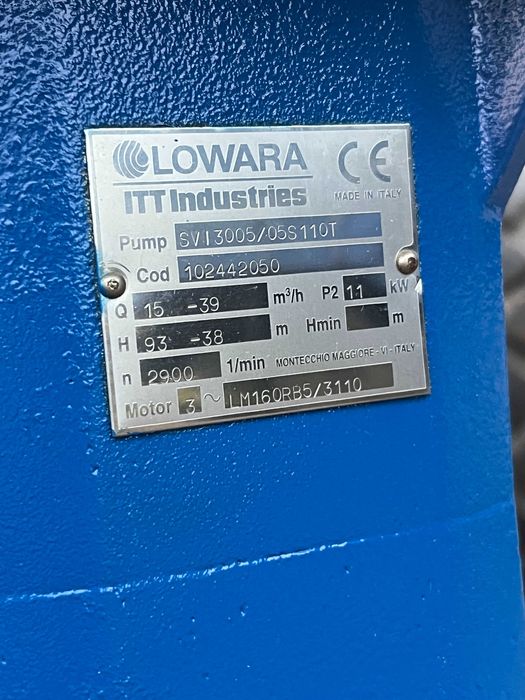 LOWARA CE
ITT Industries MADE IN ITALY
Pump SVI3005/05S110T
Cod 102442050
Q 15 -39 m³/h P2 11 kW
H 93 -38 m Hmin m
n 2900 1/min MONTECCHIO MAGGIORE - VI - ITALY
Motor 3 ~ LM160RB5/3110